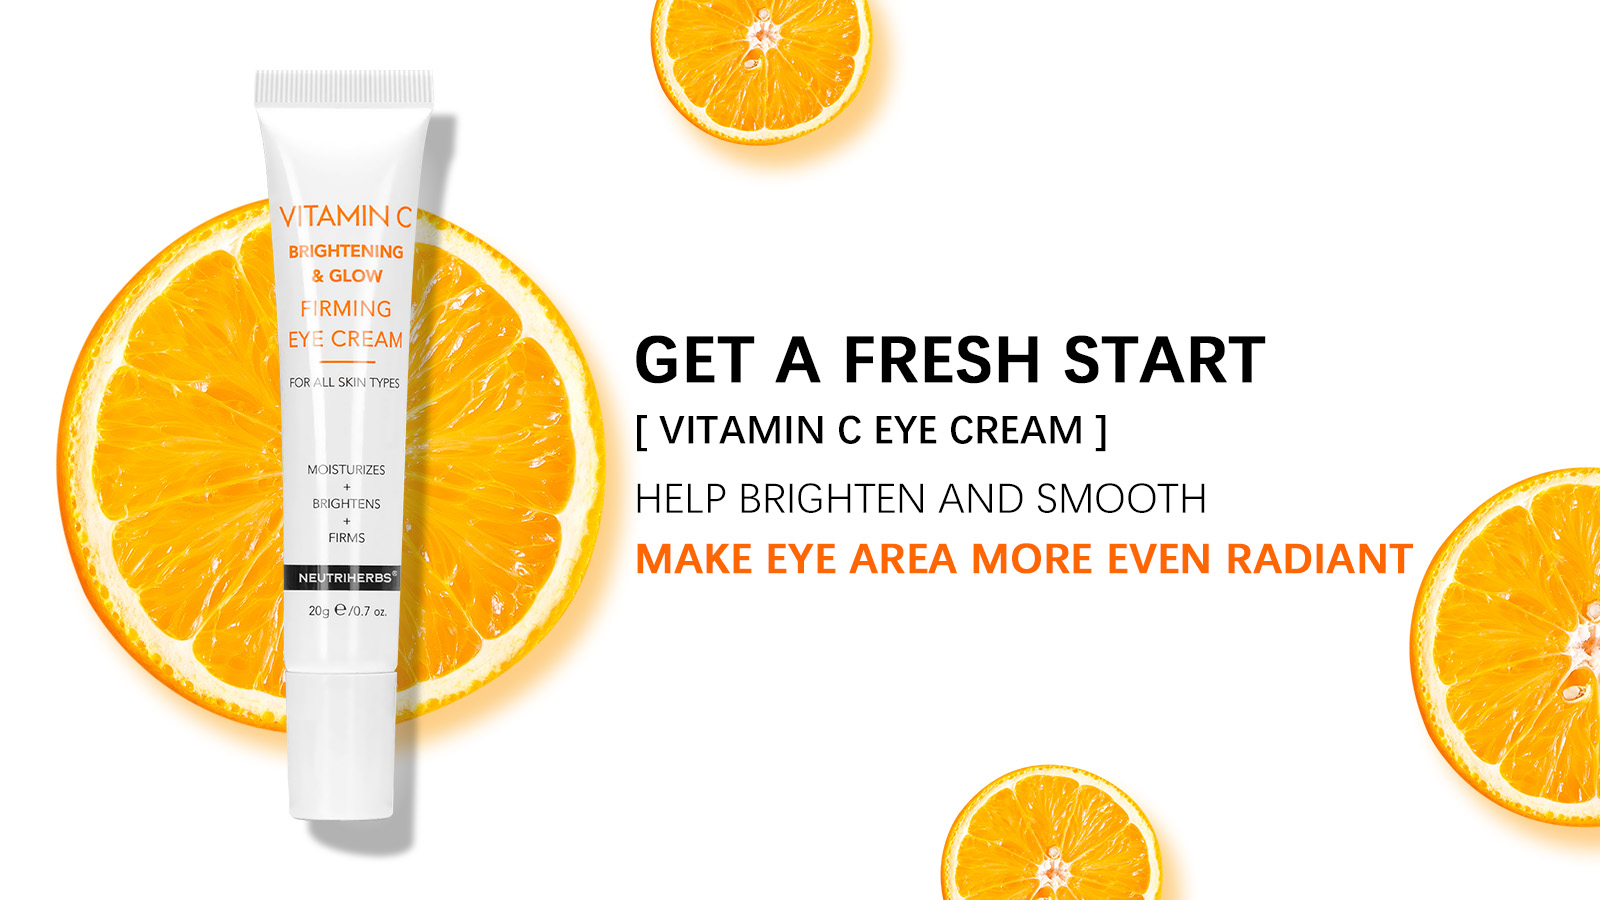 VITAMIN C
BRIGHTENING
& GLOW
FIRMING
EYE CREAM
FOR ALL SKIN TYPES
MOISTURIZES
+
BRIGHTENS
+
FIRMS
NEUTRIHERBS®
20g ℮/0.7 oz.
GET A FRESH START
[ VITAMIN C EYE CREAM ]
HELP BRIGHTEN AND SMOOTH
MAKE EYE AREA MORE EVEN RADIANT